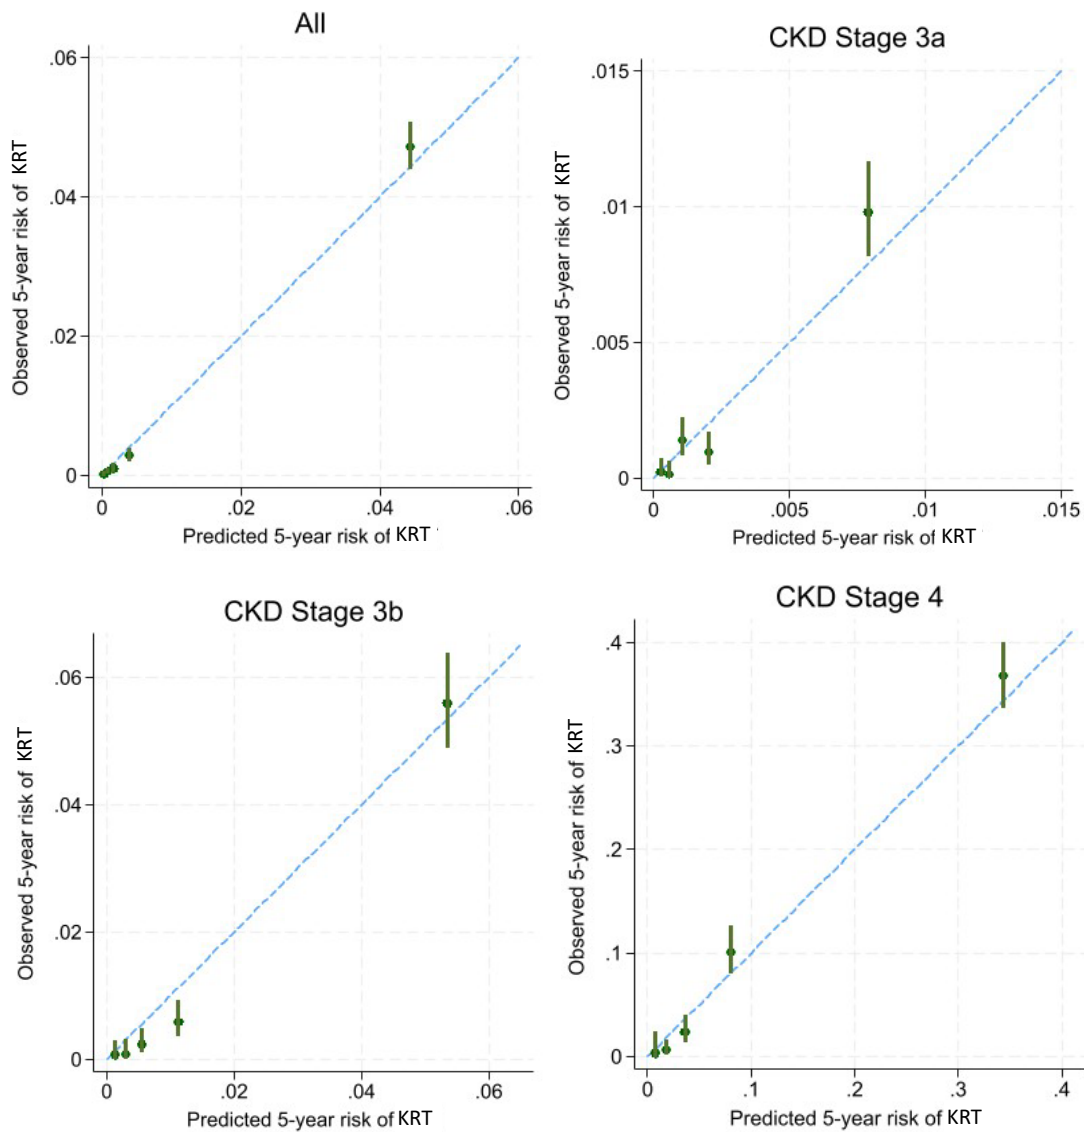 All
.06
.04
.02
0
0
.02
.04
.06
Observed 5-year risk of KRT
Predicted 5-year risk of KRT
CKD Stage 3a
.015
.01
.005
0
0
.005
.01
.015
Observed 5-year risk of KRT
Predicted 5-year risk of KRT
CKD Stage 3b
.06
.04
.02
0
0
.02
.04
.06
Observed 5-year risk of KRT
Predicted 5-year risk of KRT
CKD Stage 4
.4
.3
.2
.1
0
0
.1
.2
.3
.4
Observed 5-year risk of KRT
Predicted 5-year risk of KRT